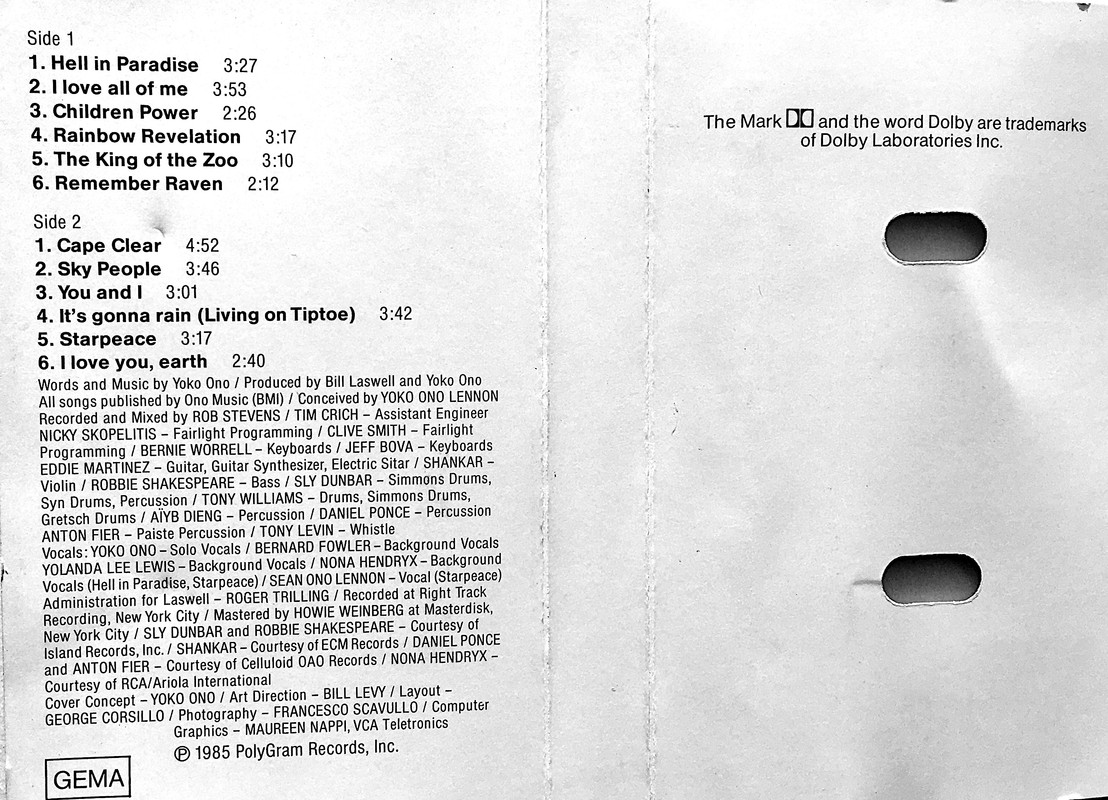 Side 1
1. Hell in Paradise 3:27
2. I love all of me 3:53
3. Children Power 2:26
4. Rainbow Revelation 3:17
5. The King of the Zoo 3:10
6. Remember Raven 2:12
Side 2
1. Cape Clear 4:52
2. Sky People 3:46
3. You and I 3:01
4. It's gonna rain (Living on Tiptoe) 3:42
5. Starpeace 3:17
6. I love you, earth 2:40
Words and Music by Yoko Ono / Produced by Bill Laswell and Yoko Ono
All songs published by Ono Music (BMI) / Conceived by YOKO ONO LENNON
Recorded and Mixed by ROB STEVENS / TIM CRICH – Assistant Engineer
NICKY SKOPELITIS – Fairlight Programming / CLIVE SMITH – Fairlight
Programming / BERNIE WORRELL – Keyboards / JEFF BOVA – Keyboards
EDDIE MARTINEZ – Guitar, Guitar Synthesizer, Electric Sitar / SHANKAR –
Violin / ROBBIE SHAKESPEARE – Bass / SLY DUNBAR – Simmons Drums,
Syn Drums, Percussion / TONY WILLIAMS – Drums, Simmons Drums,
Gretsch Drums / AÏYB DIENG – Percussion / DANIEL PONCE – Percussion
ANTON FIER – Paiste Percussion / TONY LEVIN – Whistle
Vocals: YOKO ONO – Solo Vocals / BERNARD FOWLER – Background Vocals
YOLANDA LEE LEWIS – Background Vocals / NONA HENDRYX – Background
Vocals (Hell in Paradise, Starpeace) / SEAN ONO LENNON – Vocal (Starpeace)
Administration for Laswell – ROGER TRILLING / Recorded at Right Track
Recording, New York City / Mastered by HOWIE WEINBERG at Masterdisk,
New York City / SLY DUNBAR and ROBBIE SHAKESPEARE – Courtesy of
Island Records, Inc. / SHANKAR – Courtesy of ECM Records / DANIEL PONCE
and ANTON FIER – Courtesy of Celluloid OAO Records / NONA HENDRYX –
Courtesy of RCA/Ariola International
Cover Concept – YOKO ONO / Art Direction – BILL LEVY / Layout –
GEORGE CORSILLO / Photography – FRANCESCO SCAVULLO / Computer
Graphics – MAUREEN NAPPI, VCA Teletronics
℗ 1985 PolyGram Records, Inc.
GEMA
The Mark and the word Dolby are trademarks
of Dolby Laboratories Inc.